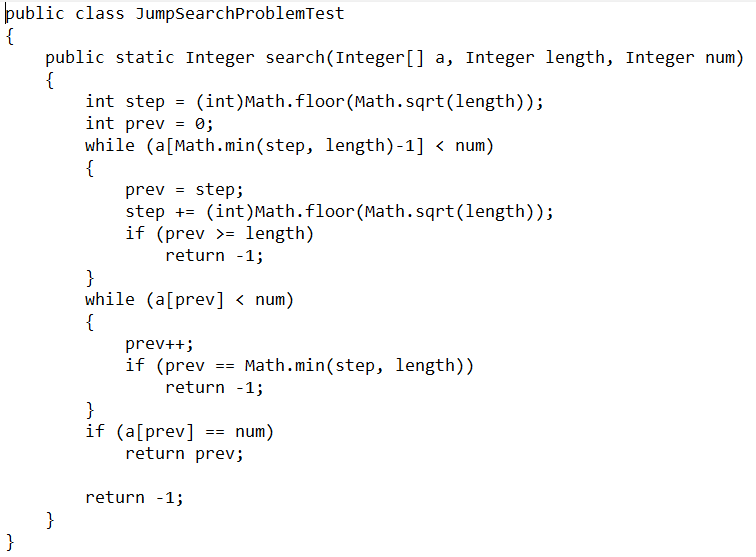 public class JumpSearchProblemTest
{
    public static Integer search(Integer[] a, Integer length, Integer num)
    {
        int step = (int)Math.floor(Math.sqrt(length));
        int prev = 0;
        while (a[Math.min(step, length)-1] < num)
        {
            prev = step;
            step += (int)Math.floor(Math.sqrt(length));
            if (prev >= length)
                return -1;
        }
        while (a[prev] < num)
        {
            prev++;
            if (prev == Math.min(step, length))
                return -1;
        }
        if (a[prev] == num)
            return prev;

        return -1;
    }
}